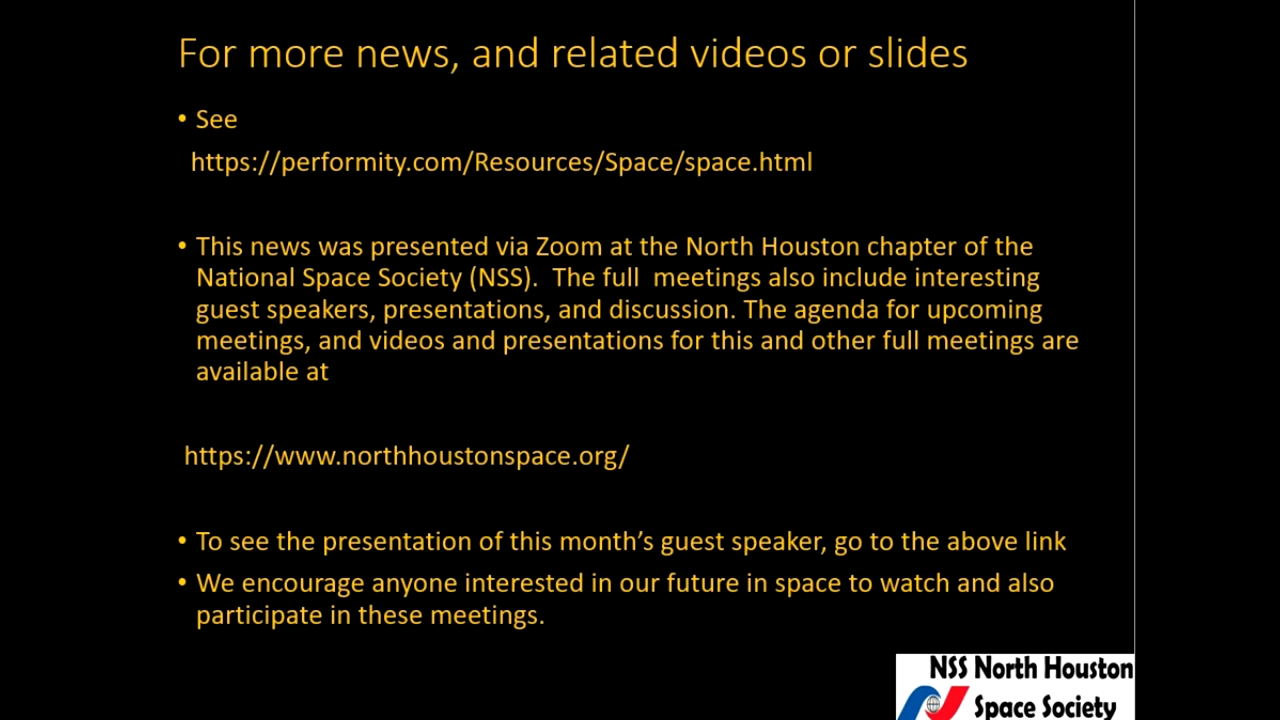 For more news, and related videos or slides
• See
https://performity.com/Resources/Space/space.html
• This news was presented via Zoom at the North Houston chapter of the
National Space Society (NSS).  The full  meetings also include interesting
guest speakers, presentations, and discussion. The agenda for upcoming
meetings, and videos and presentations for this and other full meetings are
available at
https://www.northhoustonspace.org/
• To see the presentation of this month’s guest speaker, go to the above link
• We encourage anyone interested in our future in space to watch and also
participate in these meetings.
NSS North Houston
Space Society